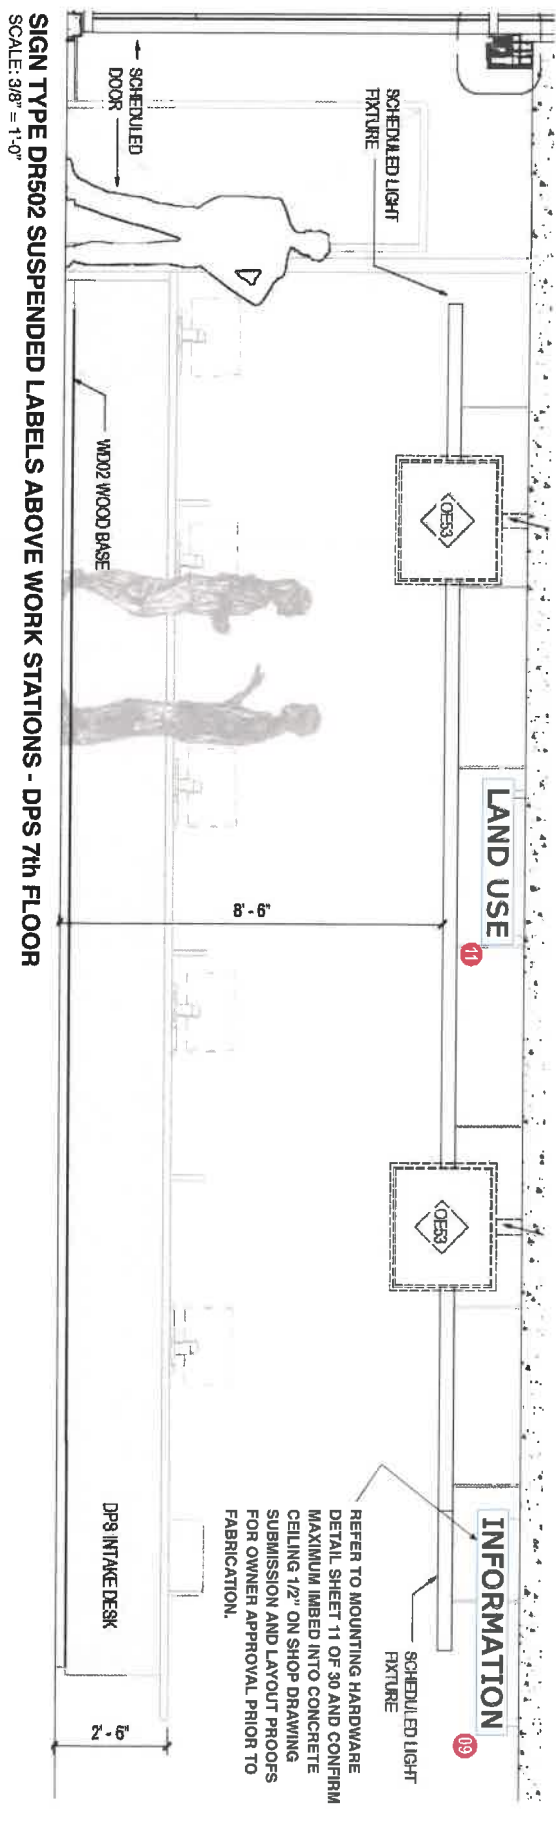 LAND USE
11
INFORMATION
09
SCHEDULED LIGHT
FIXTURE
OE53
OE53
8' - 6"
SCHEDULED
DOOR
WD02 WOOD BASE
SCHEDULED LIGHT
FIXTURE
REFER TO MOUNTING HARDWARE
DETAIL SHEET 11 OF 30 AND CONFIRM
MAXIMUM IMBED INTO CONCRETE
CEILING 1/2" ON SHOP DRAWING
SUBMISSION AND LAYOUT PROOFS
FOR OWNER APPROVAL PRIOR TO
FABRICATION.
DPS INTAKE DESK
2' - 6"
SIGN TYPE DR502 SUSPENDED LABELS ABOVE WORK STATIONS - DPS 7th FLOOR
SCALE: 3/8" = 1'-0"